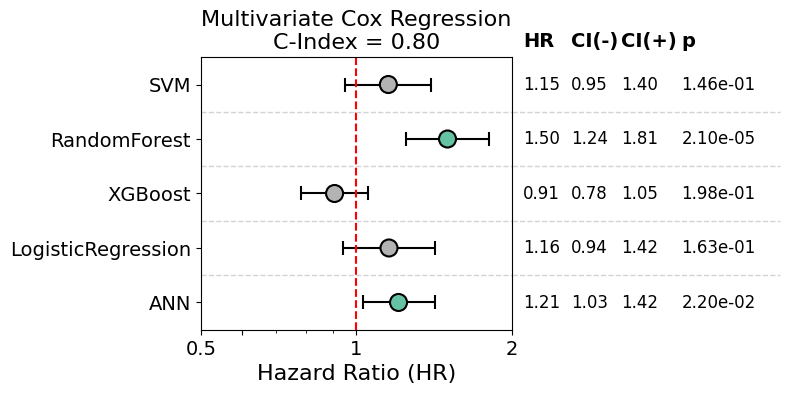 Multivariate Cox Regression
C-Index = 0.80
HR CI(-) CI(+) p
SVM 1.15 0.95 1.40 1.46e-01
RandomForest 1.50 1.24 1.81 2.10e-05
XGBoost 0.91 0.78 1.05 1.98e-01
LogisticRegression 1.16 0.94 1.42 1.63e-01
ANN 1.21 1.03 1.42 2.20e-02
0.5 1 2
Hazard Ratio (HR)